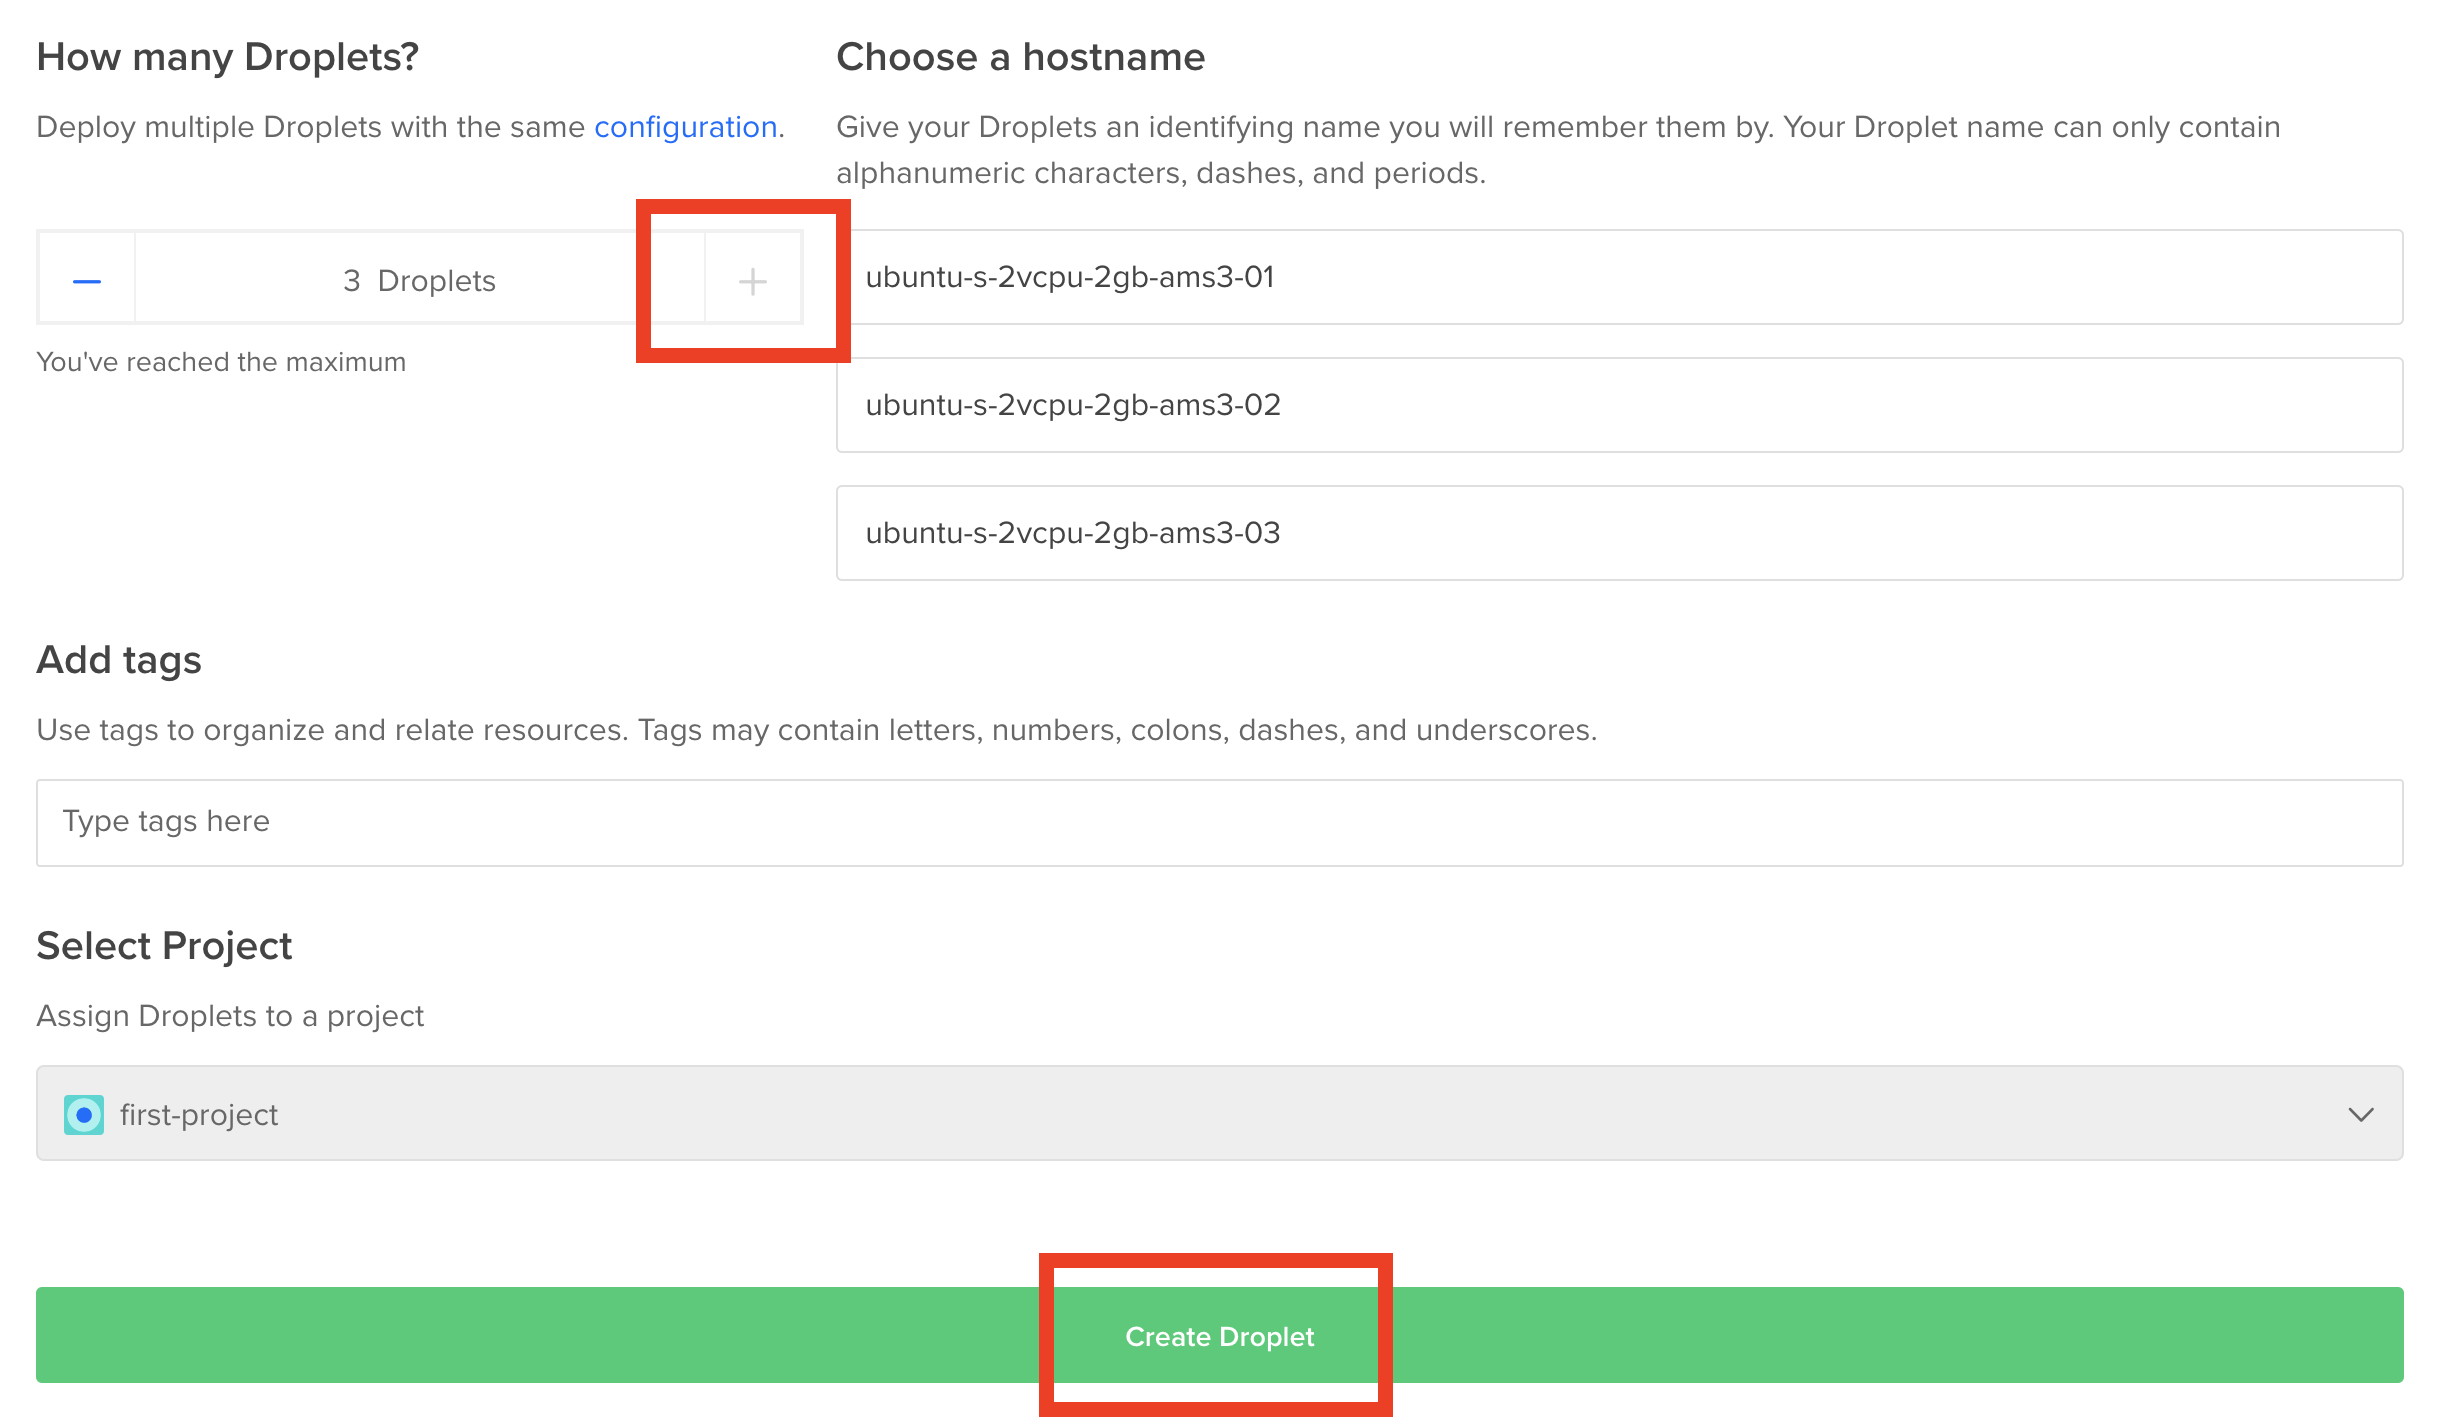 How many Droplets?
Deploy multiple Droplets with the same configuration.
3 Droplets
You've reached the maximum
Choose a hostname
Give your Droplets an identifying name you will remember them by. Your Droplet name can only contain
alphanumeric characters, dashes, and periods.
ubuntu-s-2vcpu-2gb-ams3-01
ubuntu-s-2vcpu-2gb-ams3-02
ubuntu-s-2vcpu-2gb-ams3-03
Add tags
Use tags to organize and relate resources. Tags may contain letters, numbers, colons, dashes, and underscores.
Type tags here
Select Project
Assign Droplets to a project
first-project
Create Droplet